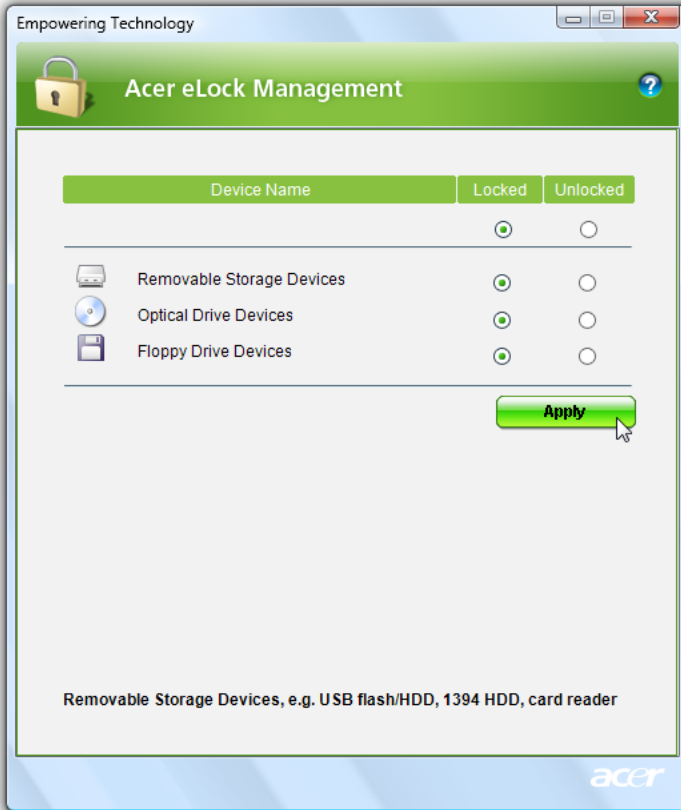 Empowering Technology
Acer eLock Management
Device Name Locked Unlocked
Removable Storage Devices
Optical Drive Devices
Floppy Drive Devices
Apply
Removable Storage Devices, e.g. USB flash/HDD, 1394 HDD, card reader
acer